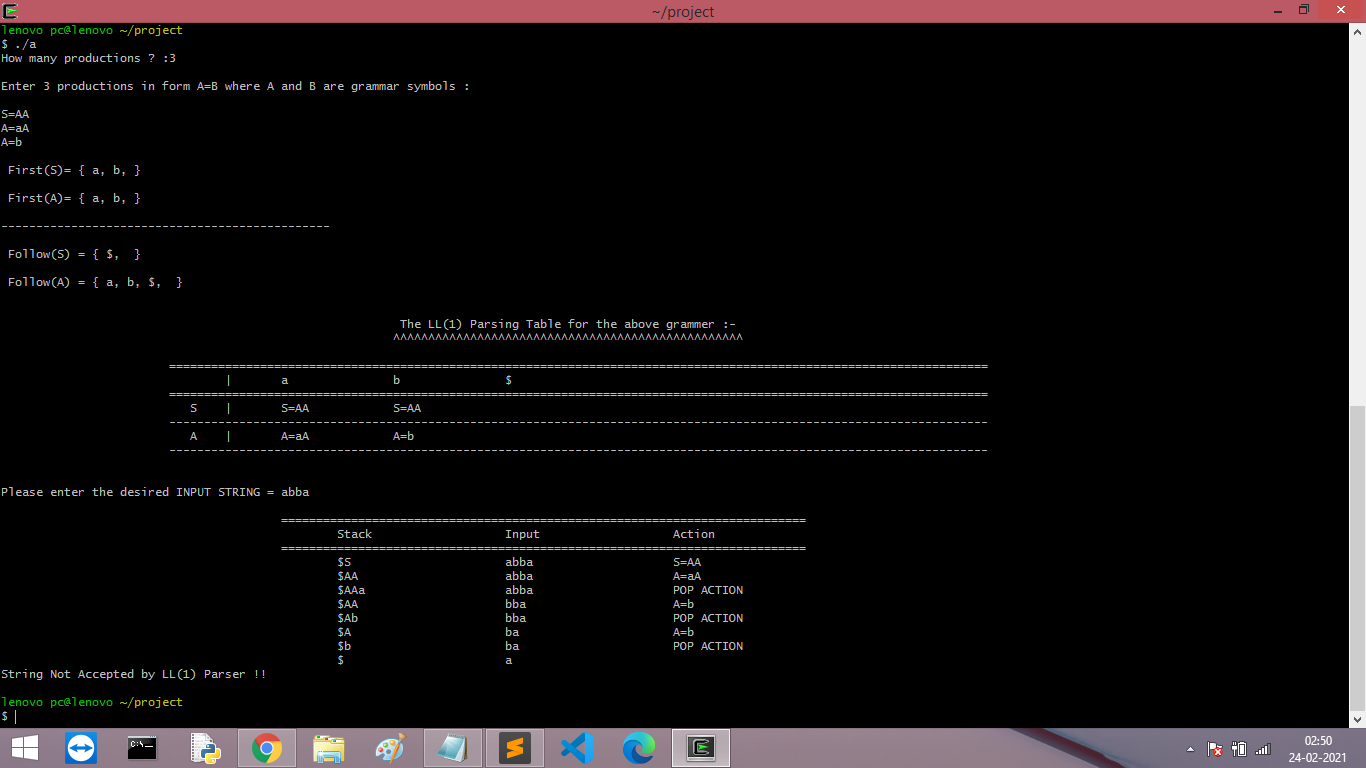 ~/project
lenovo pc@lenovo ~/project
$ ./a
How many productions ? :3
Enter 3 productions in form A=B where A and B are grammar symbols :
S=AA
A=aA
A=b
First(S)= { a, b, }
First(A)= { a, b, }
-----------------------------------------------
Follow(S) = { $,  }
Follow(A) = { a, b, $,  }
The LL(1) Parsing Table for the above grammer :-
^^^^^^^^^^^^^^^^^^^^^^^^^^^^^^^^^^^^^^^^^^^^^^^^^^
=====================================================================================================================
| a b $
=====================================================================================================================
S | S=AA S=AA
---------------------------------------------------------------------------------------------------------------------
A | A=aA A=b
---------------------------------------------------------------------------------------------------------------------
Please enter the desired INPUT STRING = abba
===========================================================================
Stack Input Action
===========================================================================
$S abba S=AA
$AA abba A=aA
$AAa abba POP ACTION
$AA bba A=b
$Ab bba POP ACTION
$A ba A=b
$b ba POP ACTION
$ a
String Not Accepted by LL(1) Parser !!
lenovo pc@lenovo ~/project
$
C:\
02:50
24-02-2021